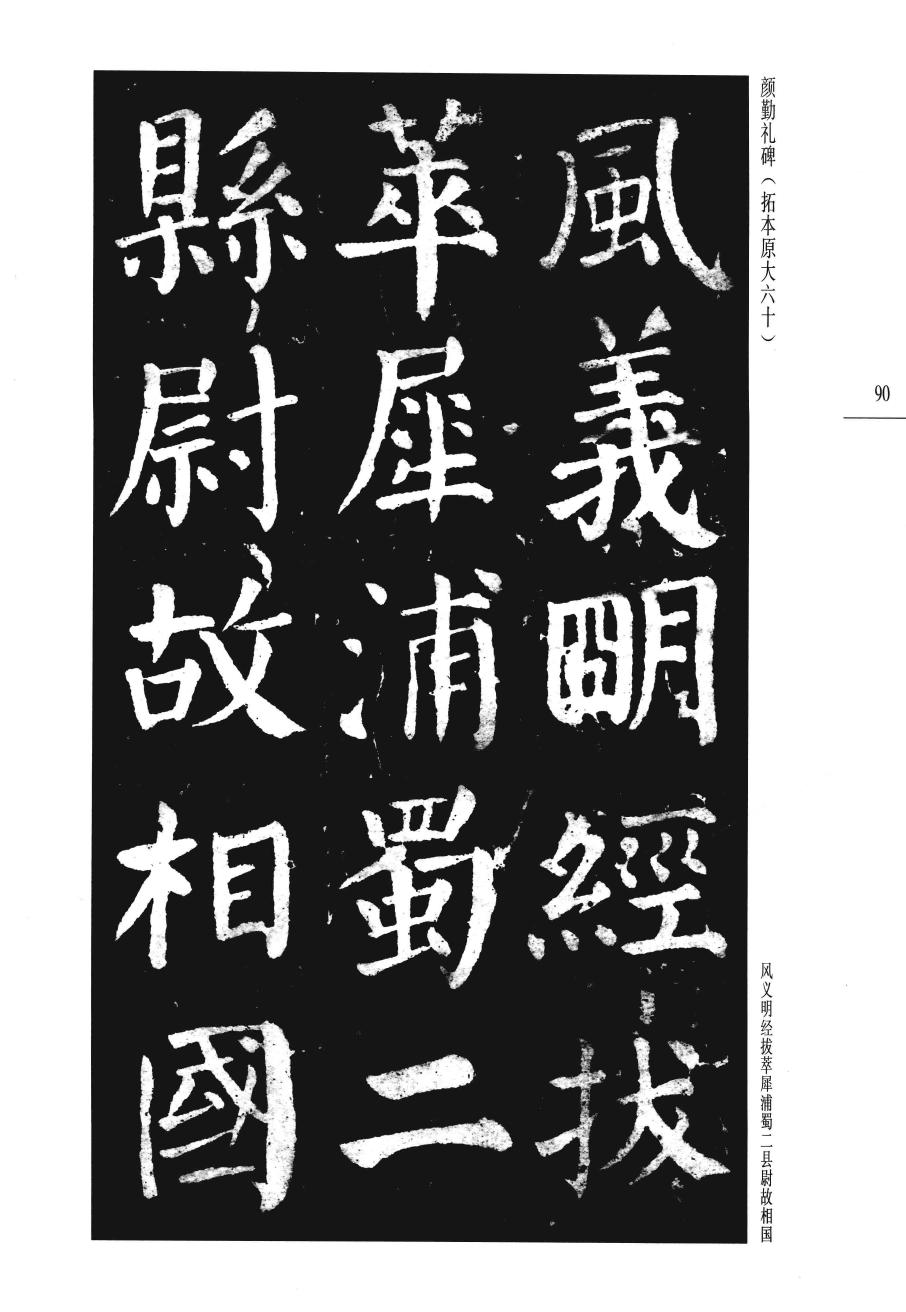 颜勤礼碑（拓本原大六十）
90
風義明經拔
萃犀浦蜀二
縣尉故相國
风义明经拔萃犀浦蜀二县尉故相国